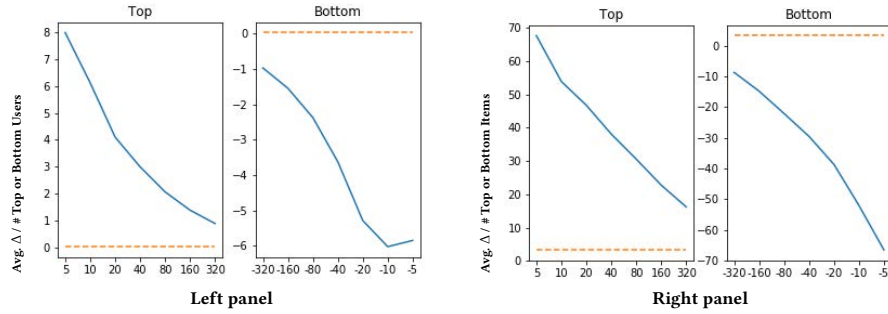 Top
Bottom
Avg. Δ / # Top or Bottom Users
8
7
6
5
4
3
2
1
0
5 10 20 40 80 160 320
0
−1
−2
−3
−4
−5
−6
-320 -160 -80 -40 -20 -10 -5
Left panel
Top
Bottom
Avg. Δ / # Top or Bottom Items
70
60
50
40
30
20
10
0
5 10 20 40 80 160 320
0
−10
−20
−30
−40
−50
−60
−70
-320 -160 -80 -40 -20 -10 -5
Right panel